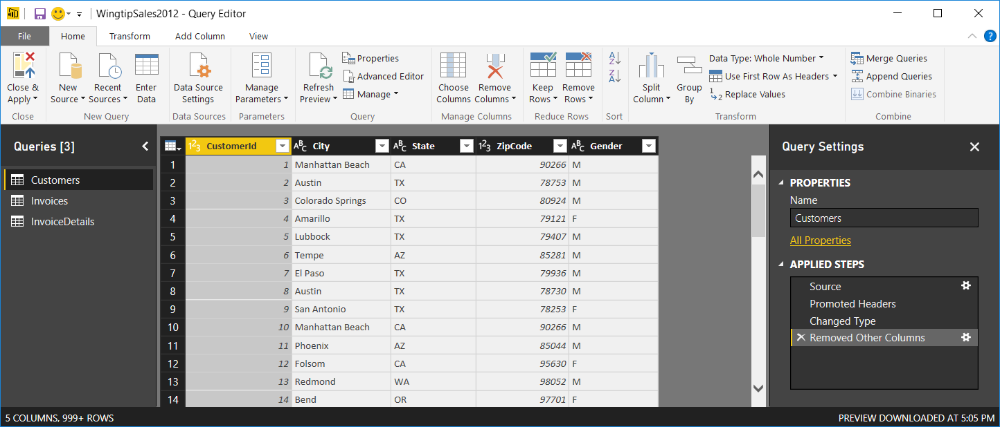 WingtipSales2012 - Query Editor
File Home Transform Add Column View ?
Close & Apply
New Source
Recent Sources
Enter Data
Data Source Settings
Manage Parameters
Refresh Preview
Properties
Advanced Editor
Manage
Choose Columns
Remove Columns
Keep Rows
Remove Rows
A Z
Z A
Split Column
Group By
Data Type: Whole Number
Use First Row As Headers
1 2 Replace Values
Merge Queries
Append Queries
Combine Binaries
Close New Query Data Sources Parameters Query Manage Columns Reduce Rows Sort Transform Combine
Queries [3]
Customers
Invoices
InvoiceDetails
123 CustomerId ABC City ABC State 123 ZipCode ABC Gender
1 1 Manhattan Beach CA 90266 M
2 2 Austin TX 78753 M
3 3 Colorado Springs CO 80924 M
4 4 Amarillo TX 79121 F
5 5 Lubbock TX 79407 M
6 6 Tempe AZ 85281 M
7 7 El Paso TX 79936 M
8 8 Austin TX 78730 M
9 9 San Antonio TX 78253 F
10 10 Manhattan Beach CA 90266 M
11 11 Phoenix AZ 85044 M
12 12 Folsom CA 95630 F
13 13 Redmond WA 98052 M
14 14 Bend OR 97701 F
Query Settings
PROPERTIES
Name
Customers
All Properties
APPLIED STEPS
Source
Promoted Headers
Changed Type
Removed Other Columns
5 COLUMNS, 999+ ROWS
PREVIEW DOWNLOADED AT 5:05 PM